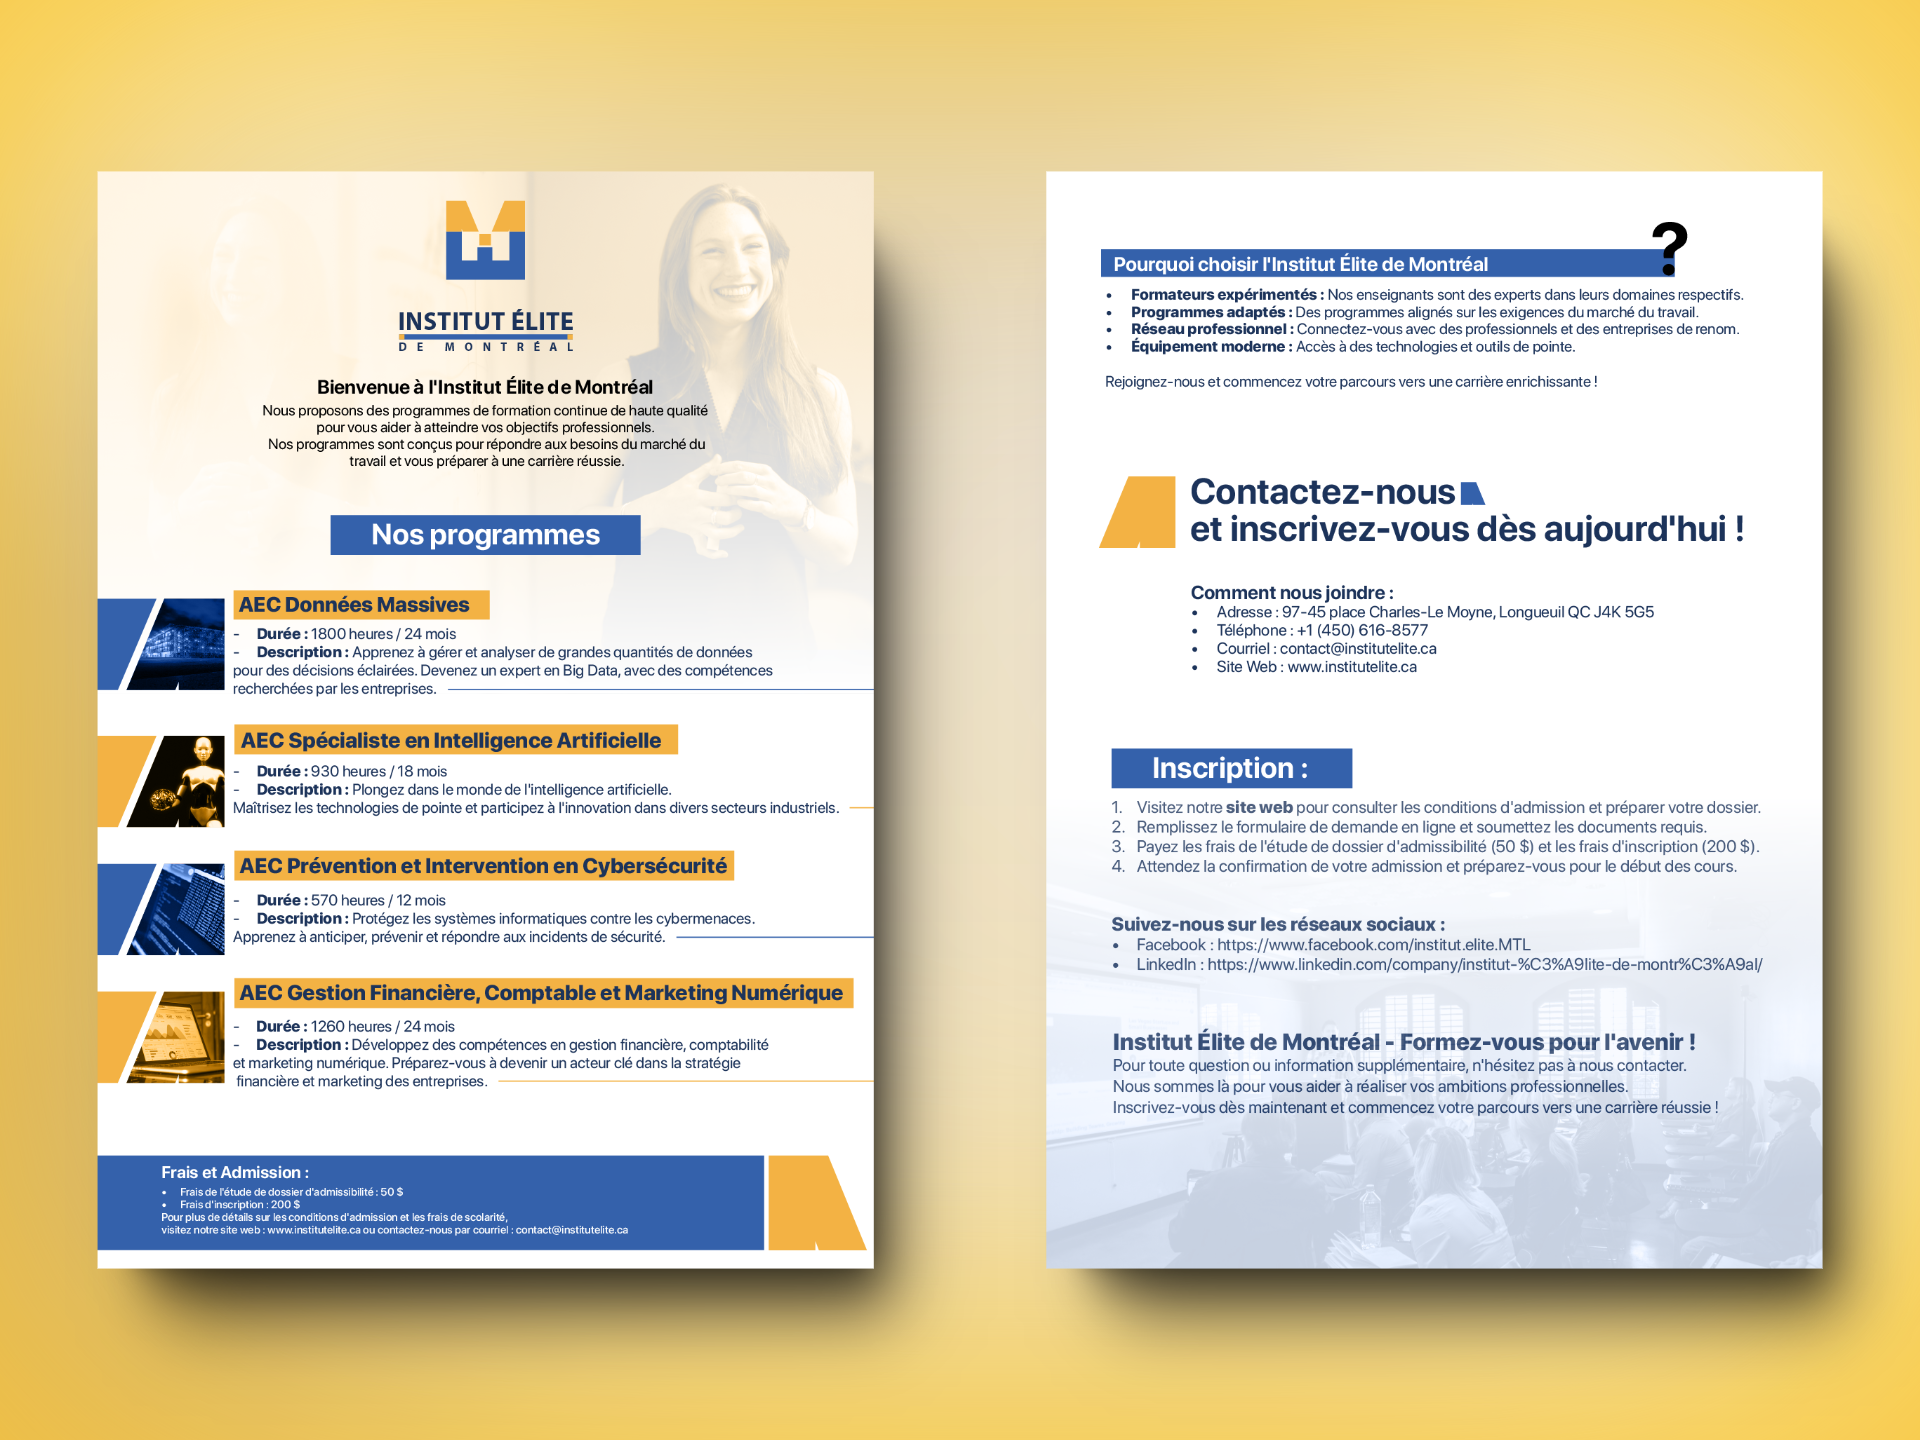 INSTITUT ÉLITE
DE MONTRÉAL
Bienvenue à l'Institut Élite de Montréal
Nous proposons des programmes de formation continue de haute qualité
pour vous aider à atteindre vos objectifs professionnels.
Nos programmes sont conçus pour répondre aux besoins du marché du
travail et vous préparer à une carrière réussie.
Nos programmes
AEC Données Massives
- Durée : 1800 heures / 24 mois
- Description : Apprenez à gérer et analyser de grandes quantités de données
pour des décisions éclairées. Devenez un expert en Big Data, avec des compétences
recherchées par les entreprises.
AEC Spécialiste en Intelligence Artificielle
- Durée : 930 heures / 18 mois
- Description : Plongez dans le monde de l'intelligence artificielle.
Maîtrisez les technologies de pointe et participez à l'innovation dans divers secteurs industriels.
AEC Prévention et Intervention en Cybersécurité
- Durée : 570 heures / 12 mois
- Description : Protégez les systèmes informatiques contre les cybermenaces.
Apprenez à anticiper, prévenir et répondre aux incidents de sécurité.
AEC Gestion Financière, Comptable et Marketing Numérique
- Durée : 1260 heures / 24 mois
- Description : Développez des compétences en gestion financière, comptabilité
et marketing numérique. Préparez-vous à devenir un acteur clé dans la stratégie
financière et marketing des entreprises.
Frais et Admission :
• Frais de l'étude de dossier d'admissibilité : 50 $
• Frais d'inscription : 200 $
Pour plus de détails sur les conditions d'admission et les frais de scolarité,
visitez notre site web : www.institutelite.ca ou contactez-nous par courriel : contact@institutelite.ca
Pourquoi choisir l'Institut Élite de Montréal ?
• Formateurs expérimentés : Nos enseignants sont des experts dans leurs domaines respectifs.
• Programmes adaptés : Des programmes alignés sur les exigences du marché du travail.
• Réseau professionnel : Connectez-vous avec des professionnels et des entreprises de renom.
• Équipement moderne : Accès à des technologies et outils de pointe.
Rejoignez-nous et commencez votre parcours vers une carrière enrichissante !
Contactez-nous
et inscrivez-vous dès aujourd'hui !
Comment nous joindre :
• Adresse : 97-45 place Charles-Le Moyne, Longueuil QC J4K 5G5
• Téléphone : +1 (450) 616-8577
• Courriel : contact@institutelite.ca
• Site Web : www.institutelite.ca
Inscription :
1. Visitez notre site web pour consulter les conditions d'admission et préparer votre dossier.
2. Remplissez le formulaire de demande en ligne et soumettez les documents requis.
3. Payez les frais de l'étude de dossier d'admissibilité (50 $) et les frais d'inscription (200 $).
4. Attendez la confirmation de votre admission et préparez-vous pour le début des cours.
Suivez-nous sur les réseaux sociaux :
• Facebook : https://www.facebook.com/institut.elite.MTL
• LinkedIn : https://www.linkedin.com/company/institut-%C3%A9lite-de-montr%C3%A9al/
Institut Élite de Montréal - Formez-vous pour l'avenir !
Pour toute question ou information supplémentaire, n'hésitez pas à nous contacter.
Nous sommes là pour vous aider à réaliser vos ambitions professionnelles.
Inscrivez-vous dès maintenant et commencez votre parcours vers une carrière réussie !